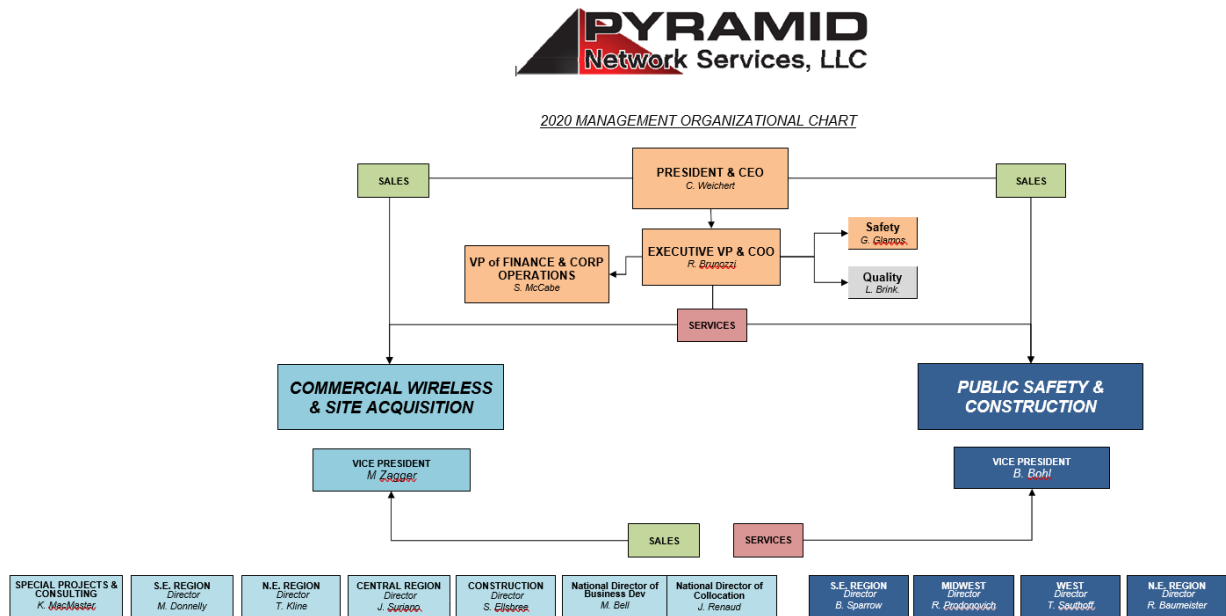 PYRAMID
Network Services, LLC
2020 MANAGEMENT ORGANIZATIONAL CHART
SALES
PRESIDENT & CEO
C. Weichert
SALES
VP of FINANCE & CORP
OPERATIONS
S. McCabe
EXECUTIVE VP & COO
R. Brunozzi
Safety
G. Glamos.
Quality
L. Brink.
SERVICES
COMMERCIAL WIRELESS
& SITE ACQUISITION
PUBLIC SAFETY &
CONSTRUCTION
VICE PRESIDENT
M Zagger
VICE PRESIDENT
B. Bohl
SALES
SERVICES
SPECIAL PROJECTS &
CONSULTING
K. MacMaster
S.E. REGION
Director
M. Donnelly
N.E. REGION
Director
T. Kline
CENTRAL REGION
Director
J. Suriano
CONSTRUCTION
Director
S. Ellsbree
National Director of
Business Dev
M. Bell
National Director of
Collocation
J. Renaud
S.E. REGION
Director
B. Sparrow
MIDWEST
Director
R. Prodonovich
WEST
Director
T. Sauthoff
N.E. REGION
Director
R. Baumeister